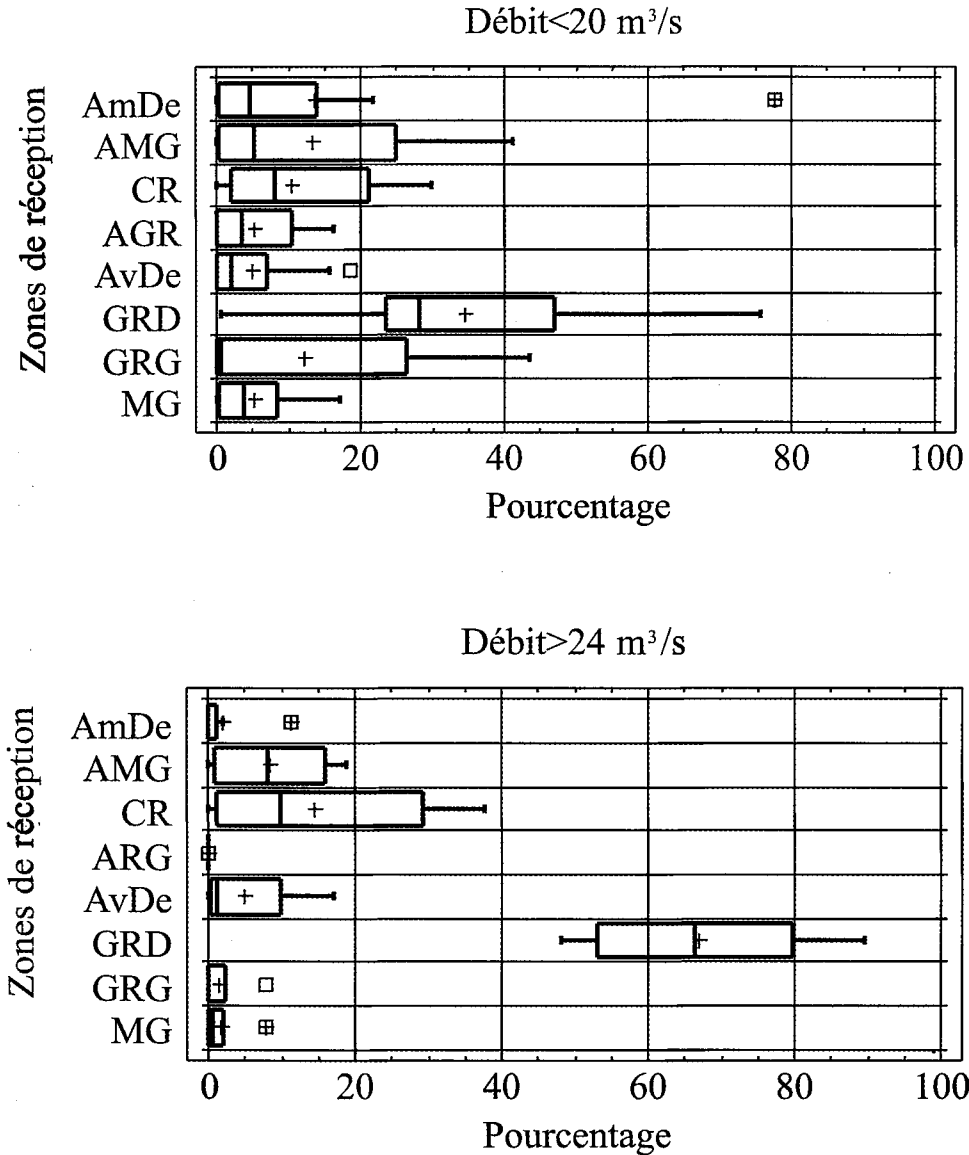 Débit<20 m³/s
Zones de réception
AmDe
AMG
CR
AGR
AvDe
GRD
GRG
MG
0 20 40 60 80 100
Pourcentage
Débit>24 m³/s
Zones de réception
AmDe
AMG
CR
ARG
AvDe
GRD
GRG
MG
0 20 40 60 80 100
Pourcentage